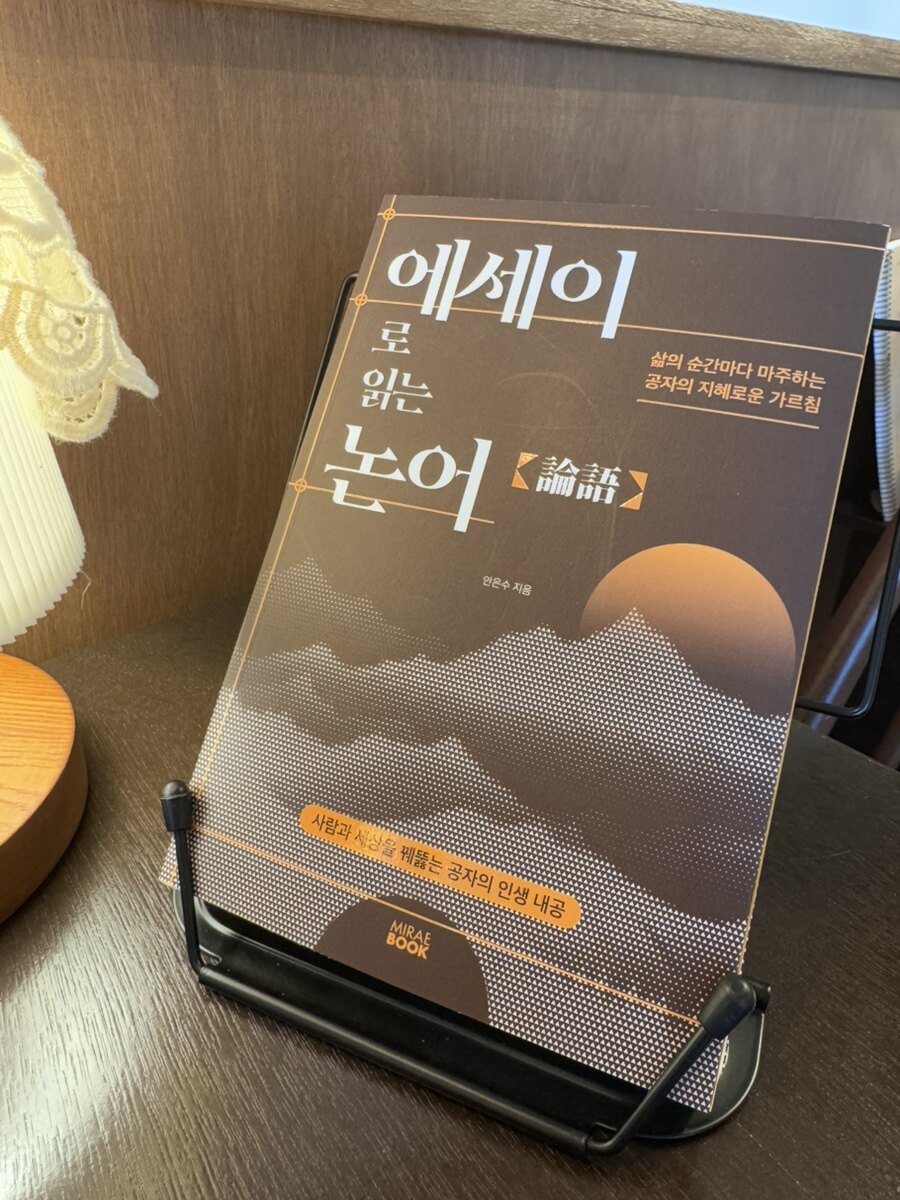 에세이
로
읽는
논어
【論語】
삶의 순간마다 마주하는
공자의 지혜로운 가르침
안은수 지음
사람과 세상을 꿰뚫는 공자의 인생 내공
MIRAE
BOOK